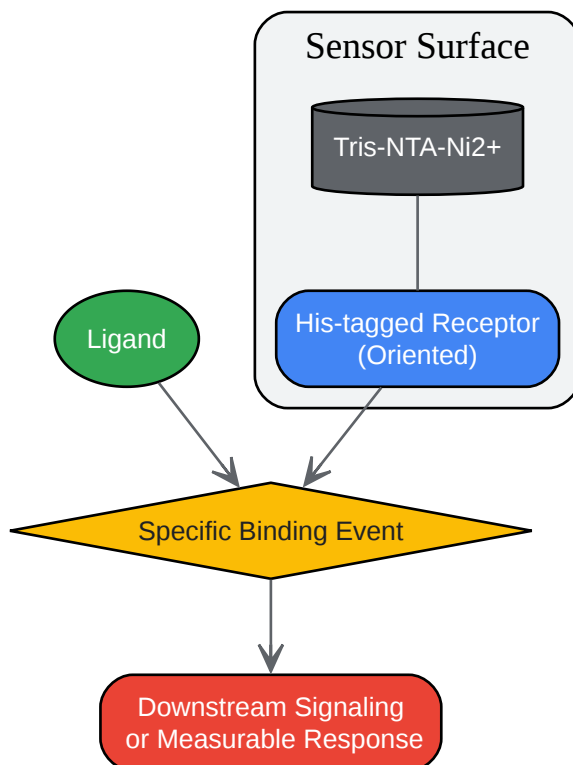 Sensor Surface
Tris-NTA-Ni2+
His-tagged Receptor
(Oriented)
Ligand
Specific Binding Event
Downstream Signaling
or Measurable Response